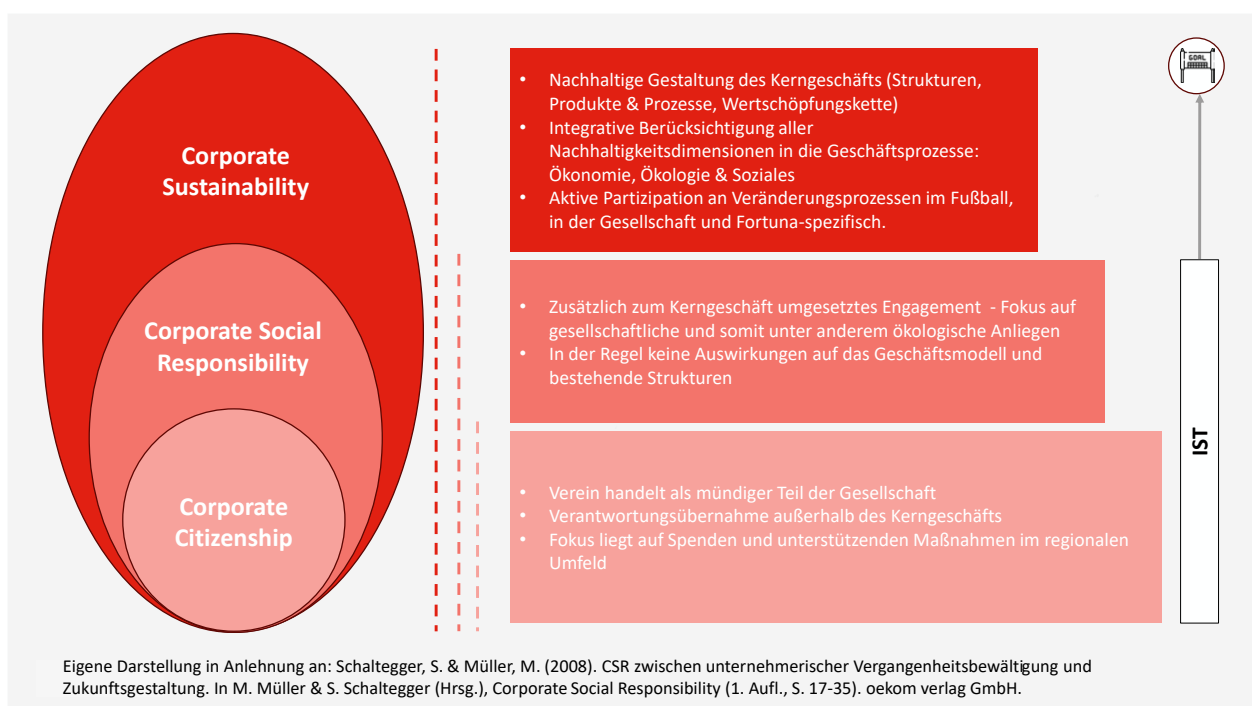 Corporate
Sustainability
• Nachhaltige Gestaltung des Kerngeschäfts (Strukturen,
Produkte & Prozesse, Wertschöpfungskette)
• Integrative Berücksichtigung aller
Nachhaltigkeitsdimensionen in die Geschäftsprozesse:
Ökonomie, Ökologie & Soziales
• Aktive Partizipation an Veränderungsprozessen im Fußball,
in der Gesellschaft und Fortuna-spezifisch.
GOAL
Corporate Social
Responsibility
• Zusätzlich zum Kerngeschäft umgesetztes Engagement - Fokus auf
gesellschaftliche und somit unter anderem ökologische Anliegen
• In der Regel keine Auswirkungen auf das Geschäftsmodell und
bestehende Strukturen
IST
Corporate
Citizenship
• Verein handelt als mündiger Teil der Gesellschaft
• Verantwortungsübernahme außerhalb des Kerngeschäfts
• Fokus liegt auf Spenden und unterstützenden Maßnahmen im regionalen
Umfeld
Eigene Darstellung in Anlehnung an: Schaltegger, S. & Müller, M. (2008). CSR zwischen unternehmerischer Vergangenheitsbewältigung und
Zukunftsgestaltung. In M. Müller & S. Schaltegger (Hrsg.), Corporate Social Responsibility (1. Aufl., S. 17-35). oekom verlag GmbH.